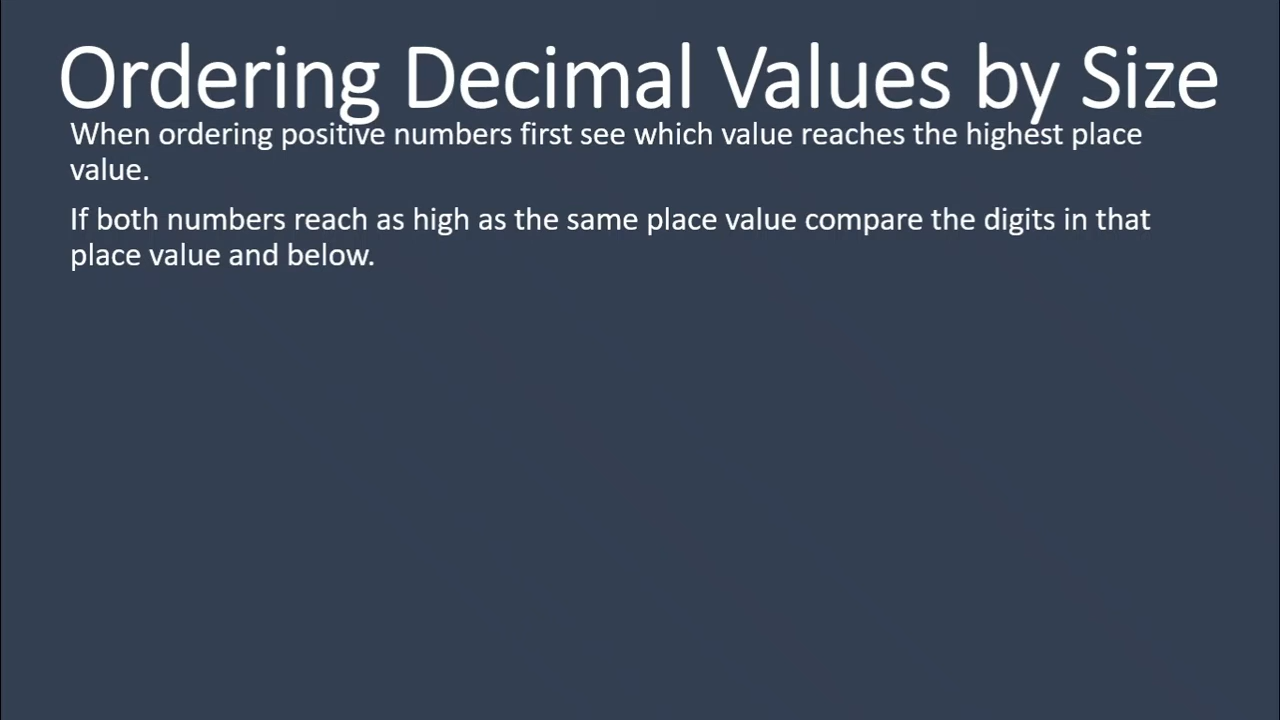 Ordering Decimal Values by Size
When ordering positive numbers first see which value reaches the highest place
value.
If both numbers reach as high as the same place value compare the digits in that
place value and below.